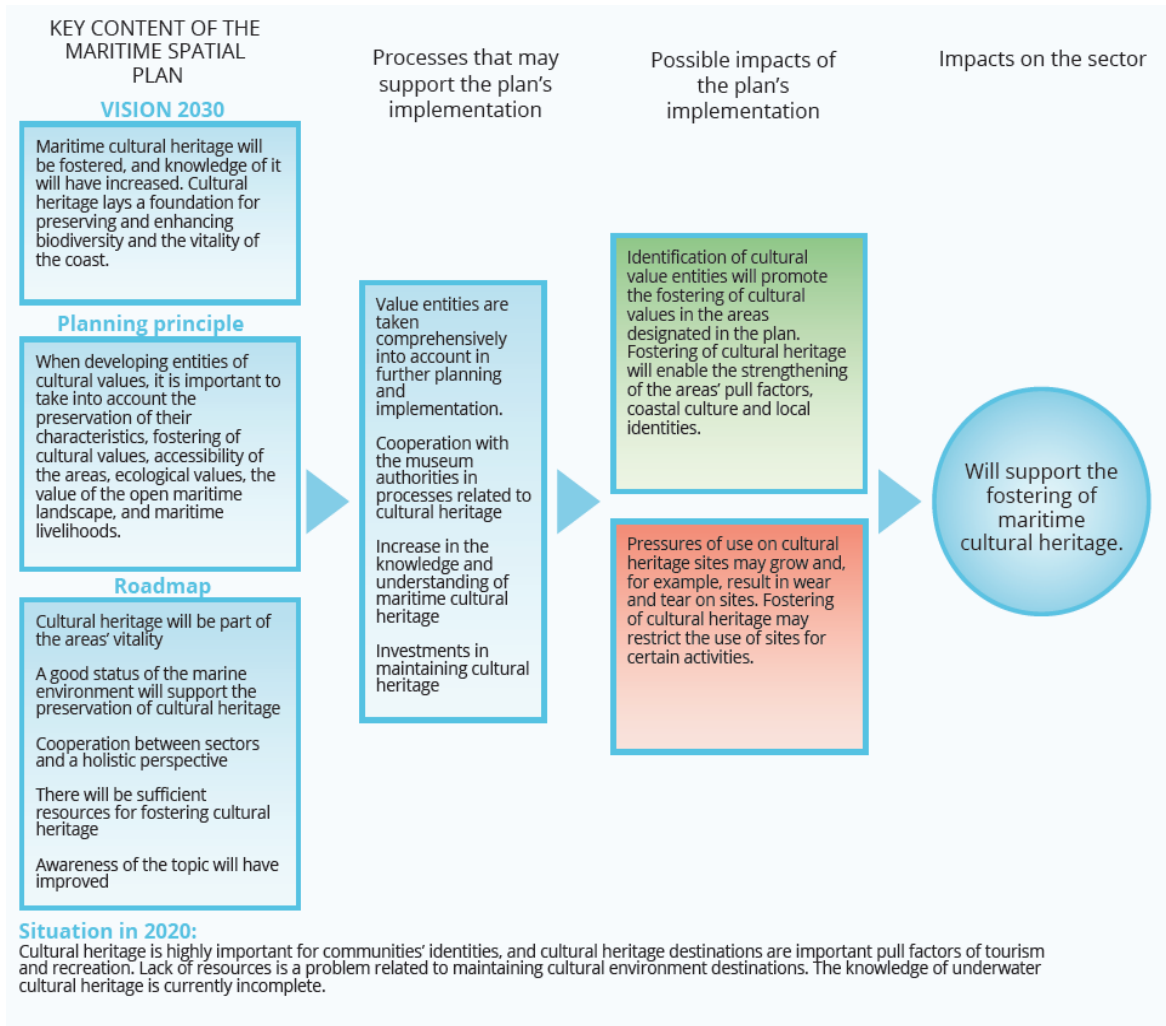 KEY CONTENT OF THE
MARITIME SPATIAL
PLAN
VISION 2030
Maritime cultural heritage will
be fostered, and knowledge of it
will have increased. Cultural
heritage lays a foundation for
preserving and enhancing
biodiversity and the vitality of
the coast.
Planning principle
When developing entities of
cultural values, it is important to
take into account the
preservation of their
characteristics, fostering of
cultural values, accessibility of
the areas, ecological values, the
value of the open maritime
landscape, and maritime
livelihoods.
Roadmap
Cultural heritage will be part of
the areas' vitality
A good status of the marine
environment will support the
preservation of cultural heritage
Cooperation between sectors
and a holistic perspective
There will be sufficient
resources for fostering cultural
heritage
Awareness of the topic will have
improved
Processes that may
support the plan's
implementation
Value entities are
taken
comprehensively
into account in
further planning
and
implementation.
Cooperation with
the museum
authorities in
processes related to
cultural heritage
Increase in the
knowledge and
understanding of
maritime cultural
heritage
Investments in
maintaining cultural
heritage
Possible impacts of
the plan's
implementation
Identification of cultural
value entities will promote
the fostering of cultural
values in the areas
designated in the plan.
Fostering of cultural heritage
will enable the strengthening
of the areas' pull factors,
coastal culture and local
identities.
Pressures of use on cultural
heritage sites may grow and,
for example, result in wear
and tear on sites. Fostering
of cultural heritage may
restrict the use of sites for
certain activities.
Impacts on the sector
Will support the
fostering of
maritime
cultural heritage.
Situation in 2020:
Cultural heritage is highly important for communities' identities, and cultural heritage destinations are important pull factors of tourism
and recreation. Lack of resources is a problem related to maintaining cultural environment destinations. The knowledge of underwater
cultural heritage is currently incomplete.